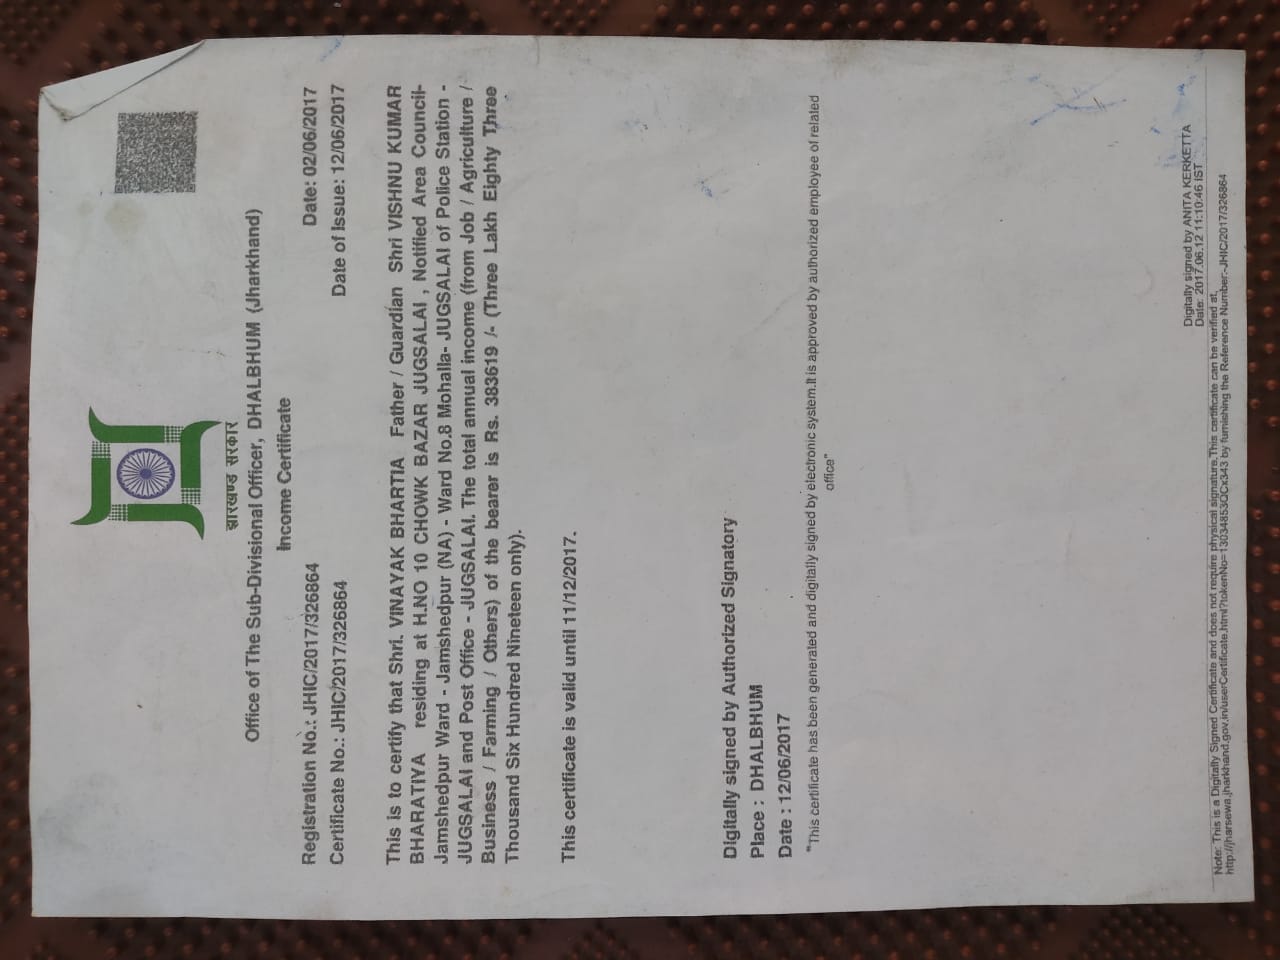 झारखण्ड सरकार
Office of The Sub-Divisional Officer, DHALBHUM (Jharkhand)
Income Certificate
Registration No.: JHIC/2017/326864 Date: 02/06/2017
Certificate No.: JHIC/2017/326864 Date of Issue: 12/06/2017
This is to certify that Shri. VINAYAK BHARTIA Father / Guardian Shri VISHNU KUMAR
BHARATIYA residing at H.NO 10 CHOWK BAZAR JUGSALAI , Notified Area Council-
Jamshedpur Ward - Jamshedpur (NA) - Ward No.8 Mohalla- JUGSALAI of Police Station -
JUGSALAI and Post Office - JUGSALAI. The total annual income (from Job / Agriculture /
Business / Farming / Others) of the bearer is Rs. 383619 /- (Three Lakh Eighty Three
Thousand Six Hundred Nineteen only).
This certificate is valid until 11/12/2017.
Digitally signed by Authorized Signatory
Place : DHALBHUM
Date : 12/06/2017
"This certificate has been generated and digitally signed by electronic system.It is approved by authorized employee of related
office"
Digitally signed by ANITA KERKETTA
Date: 2017.06.12 11:10:46 IST
Note: This is a Digitally Signed Certificate and does not require physical signature.This certificate can be verified at,
http://jharsewa.jharkhand.gov.in/userCertificate.html?tokenNo=13034853QCx343 by furnishing the Reference Number:-JHIC/2017/326864